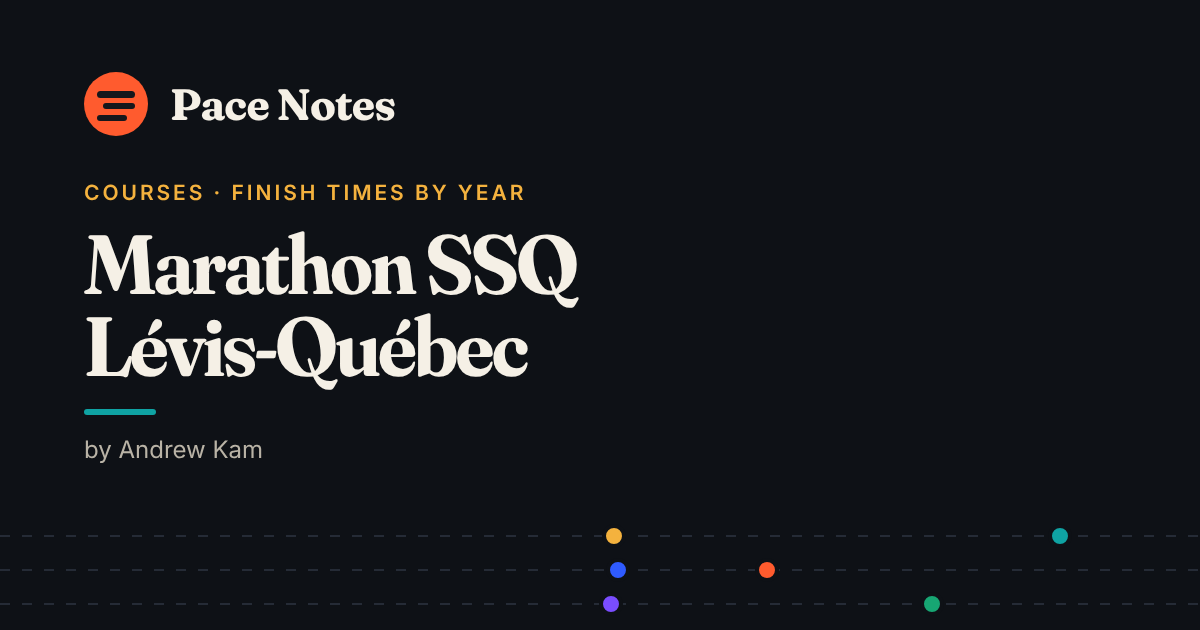 Pace Notes
COURSES · FINISH TIMES BY YEAR
Marathon SSQ
Lévis-Québec
by Andrew Kam